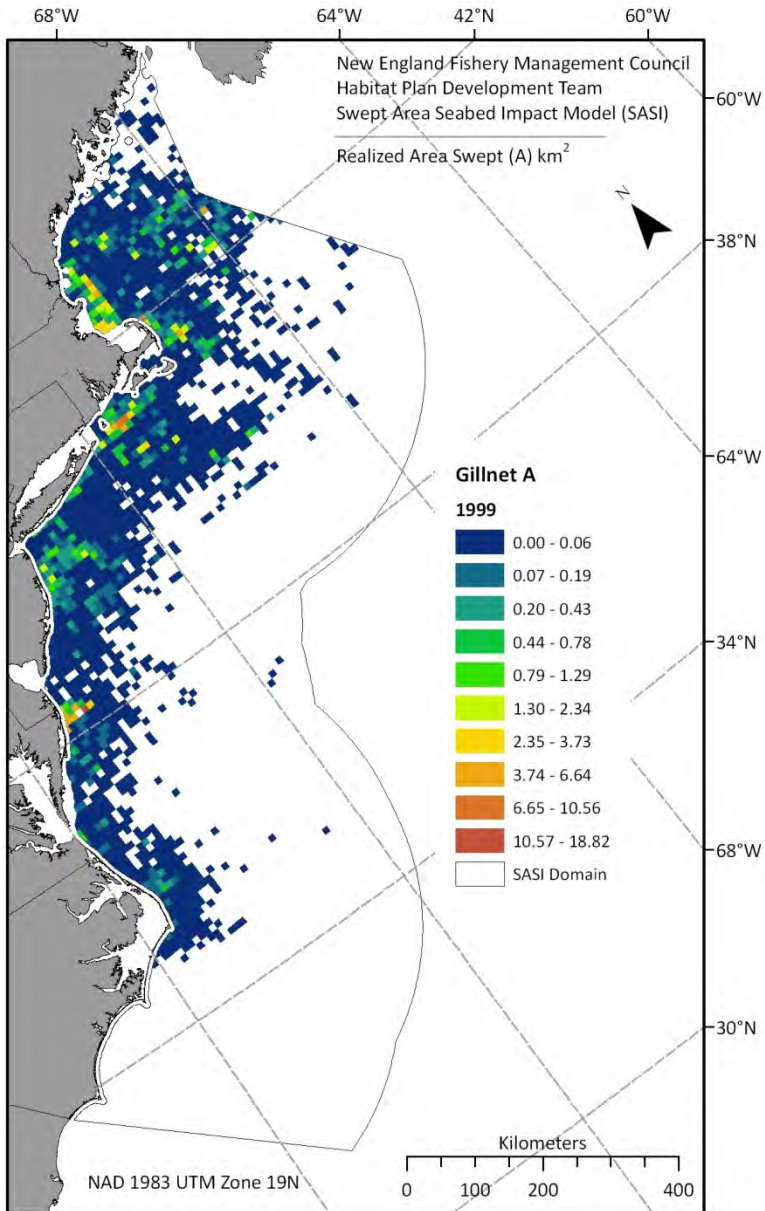 68°W 64°W 42°N 60°W
New England Fishery Management Council
Habitat Plan Development Team
Swept Area Seabed Impact Model (SASI)
Realized Area Swept (A) km²
60°W
N
38°N
64°W
Gillnet A
1999
0.00 - 0.06
0.07 - 0.19
0.20 - 0.43
0.44 - 0.78
34°N
0.79 - 1.29
1.30 - 2.34
2.35 - 3.73
3.74 - 6.64
6.65 - 10.56
10.57 - 18.82
68°W
SASI Domain
30°N
Kilometers
NAD 1983 UTM Zone 19N
0 100 200 400